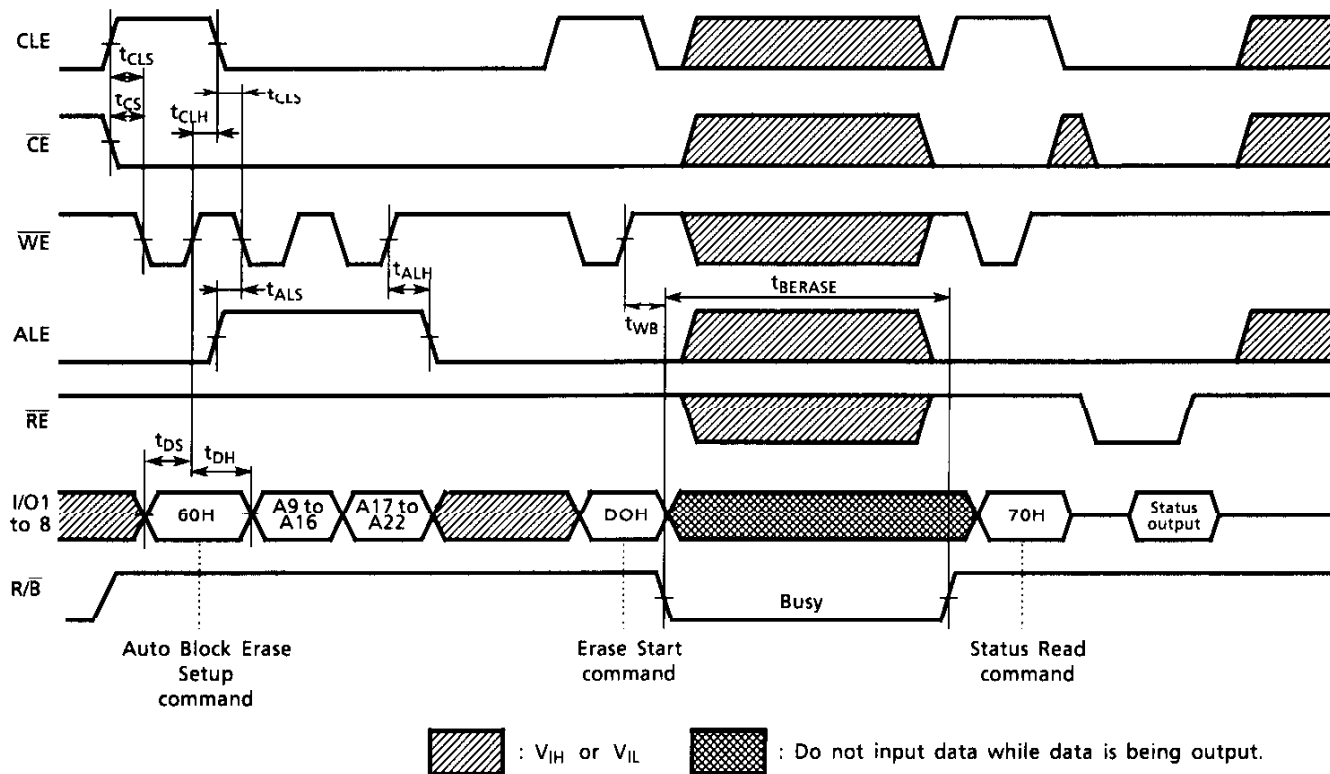 CLE
tCLS
tCS
tCLH
tCLS
CE
WE
tALH
tALS
tBERASE
tWB
ALE
RE
tDS
tDH
I/O1
to 8
60H
A9 to
A16
A17 to
A22
DOH
70H
Status
output
R/B
Busy
Auto Block Erase
Setup
command
Erase Start
command
Status Read
command
: VIH or VIL
: Do not input data while data is being output.